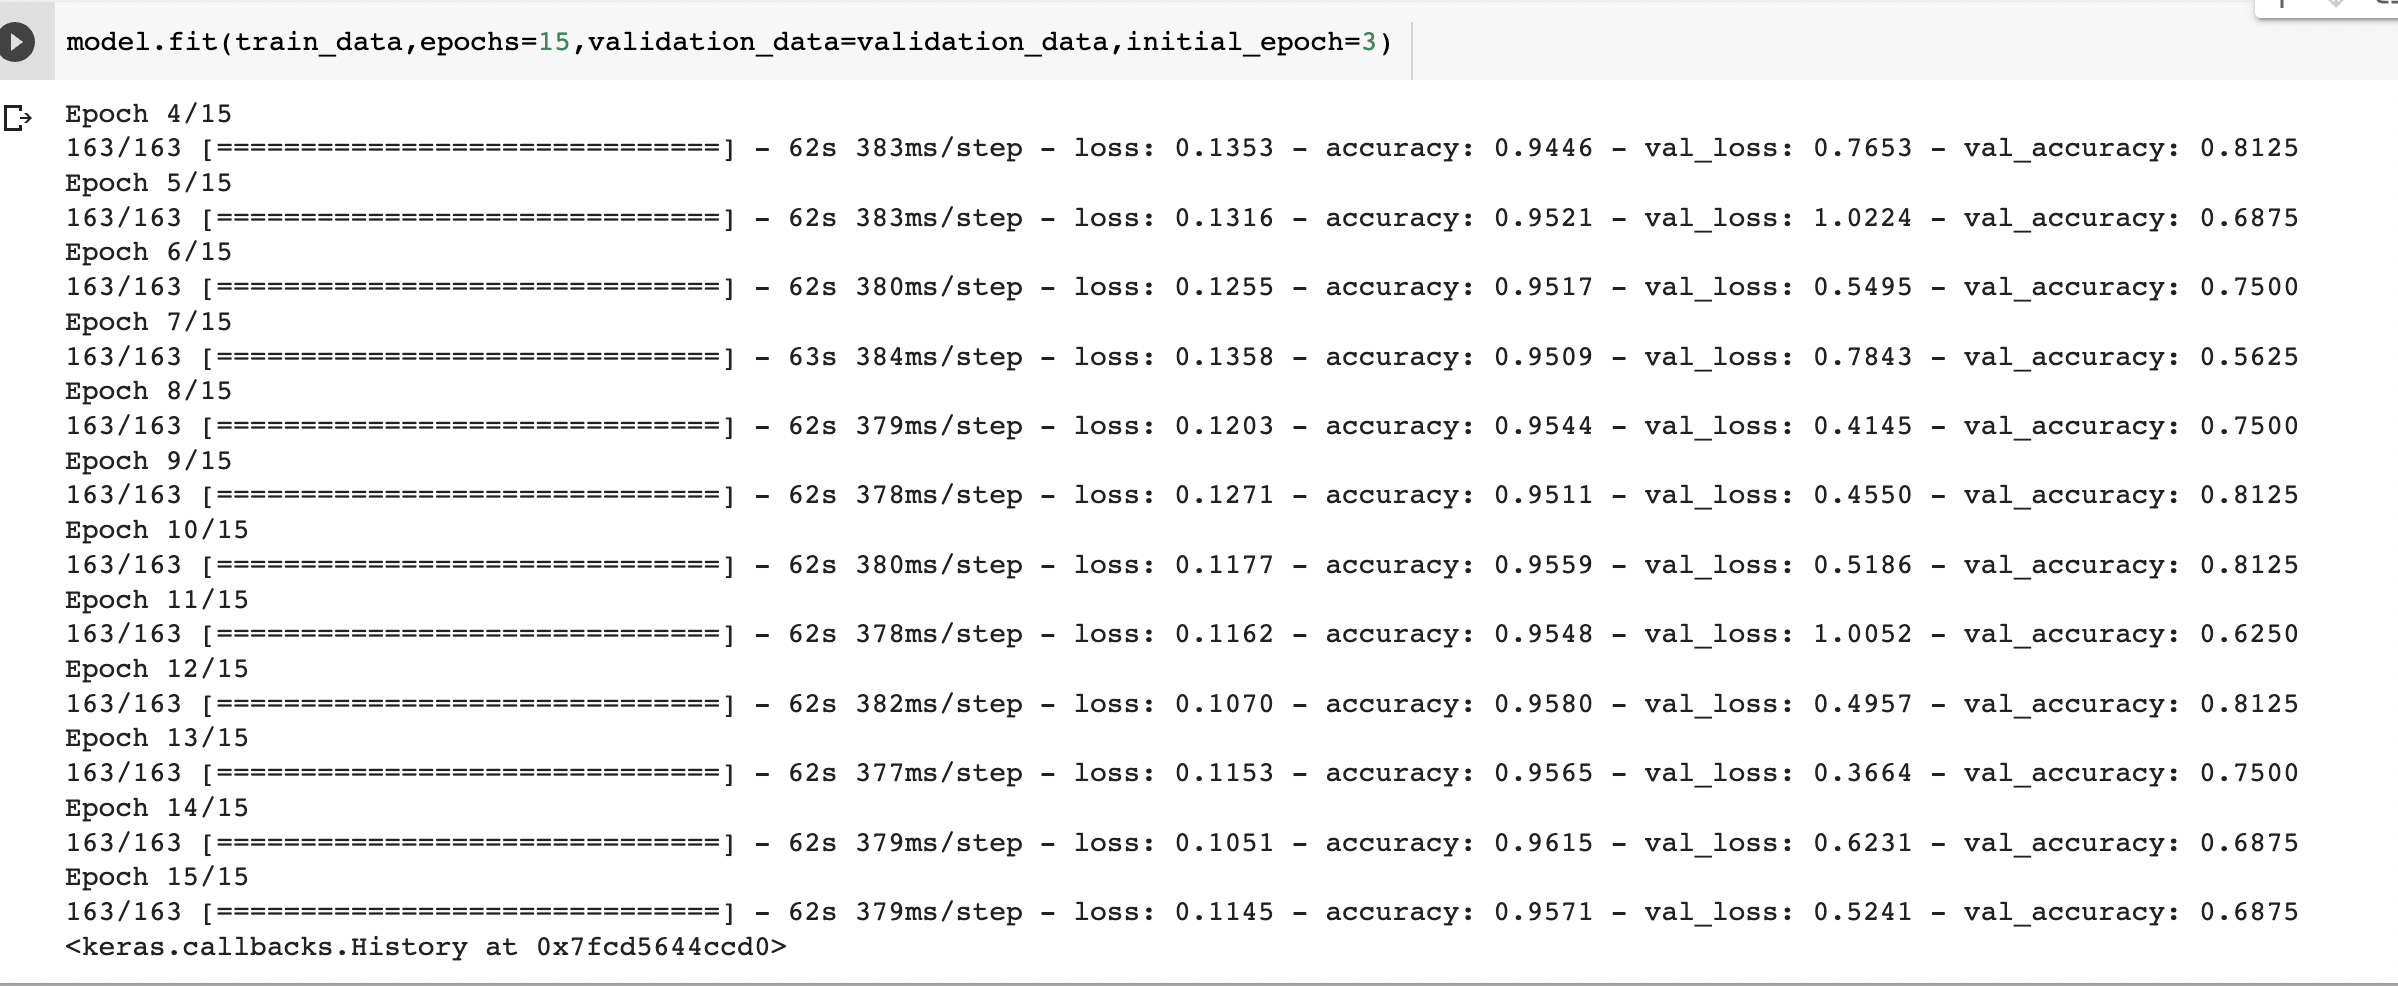 model.fit(train_data,epochs=15,validation_data=validation_data,initial_epoch=3)
Epoch 4/15
163/163 [==============================] - 62s 383ms/step - loss: 0.1353 - accuracy: 0.9446 - val_loss: 0.7653 - val_accuracy: 0.8125
Epoch 5/15
163/163 [==============================] - 62s 383ms/step - loss: 0.1316 - accuracy: 0.9521 - val_loss: 1.0224 - val_accuracy: 0.6875
Epoch 6/15
163/163 [==============================] - 62s 380ms/step - loss: 0.1255 - accuracy: 0.9517 - val_loss: 0.5495 - val_accuracy: 0.7500
Epoch 7/15
163/163 [==============================] - 63s 384ms/step - loss: 0.1358 - accuracy: 0.9509 - val_loss: 0.7843 - val_accuracy: 0.5625
Epoch 8/15
163/163 [==============================] - 62s 379ms/step - loss: 0.1203 - accuracy: 0.9544 - val_loss: 0.4145 - val_accuracy: 0.7500
Epoch 9/15
163/163 [==============================] - 62s 378ms/step - loss: 0.1271 - accuracy: 0.9511 - val_loss: 0.4550 - val_accuracy: 0.8125
Epoch 10/15
163/163 [==============================] - 62s 380ms/step - loss: 0.1177 - accuracy: 0.9559 - val_loss: 0.5186 - val_accuracy: 0.8125
Epoch 11/15
163/163 [==============================] - 62s 378ms/step - loss: 0.1162 - accuracy: 0.9548 - val_loss: 1.0052 - val_accuracy: 0.6250
Epoch 12/15
163/163 [==============================] - 62s 382ms/step - loss: 0.1070 - accuracy: 0.9580 - val_loss: 0.4957 - val_accuracy: 0.8125
Epoch 13/15
163/163 [==============================] - 62s 377ms/step - loss: 0.1153 - accuracy: 0.9565 - val_loss: 0.3664 - val_accuracy: 0.7500
Epoch 14/15
163/163 [==============================] - 62s 379ms/step - loss: 0.1051 - accuracy: 0.9615 - val_loss: 0.6231 - val_accuracy: 0.6875
Epoch 15/15
163/163 [==============================] - 62s 379ms/step - loss: 0.1145 - accuracy: 0.9571 - val_loss: 0.5241 - val_accuracy: 0.6875
<keras.callbacks.History at 0x7fcd5644ccd0>